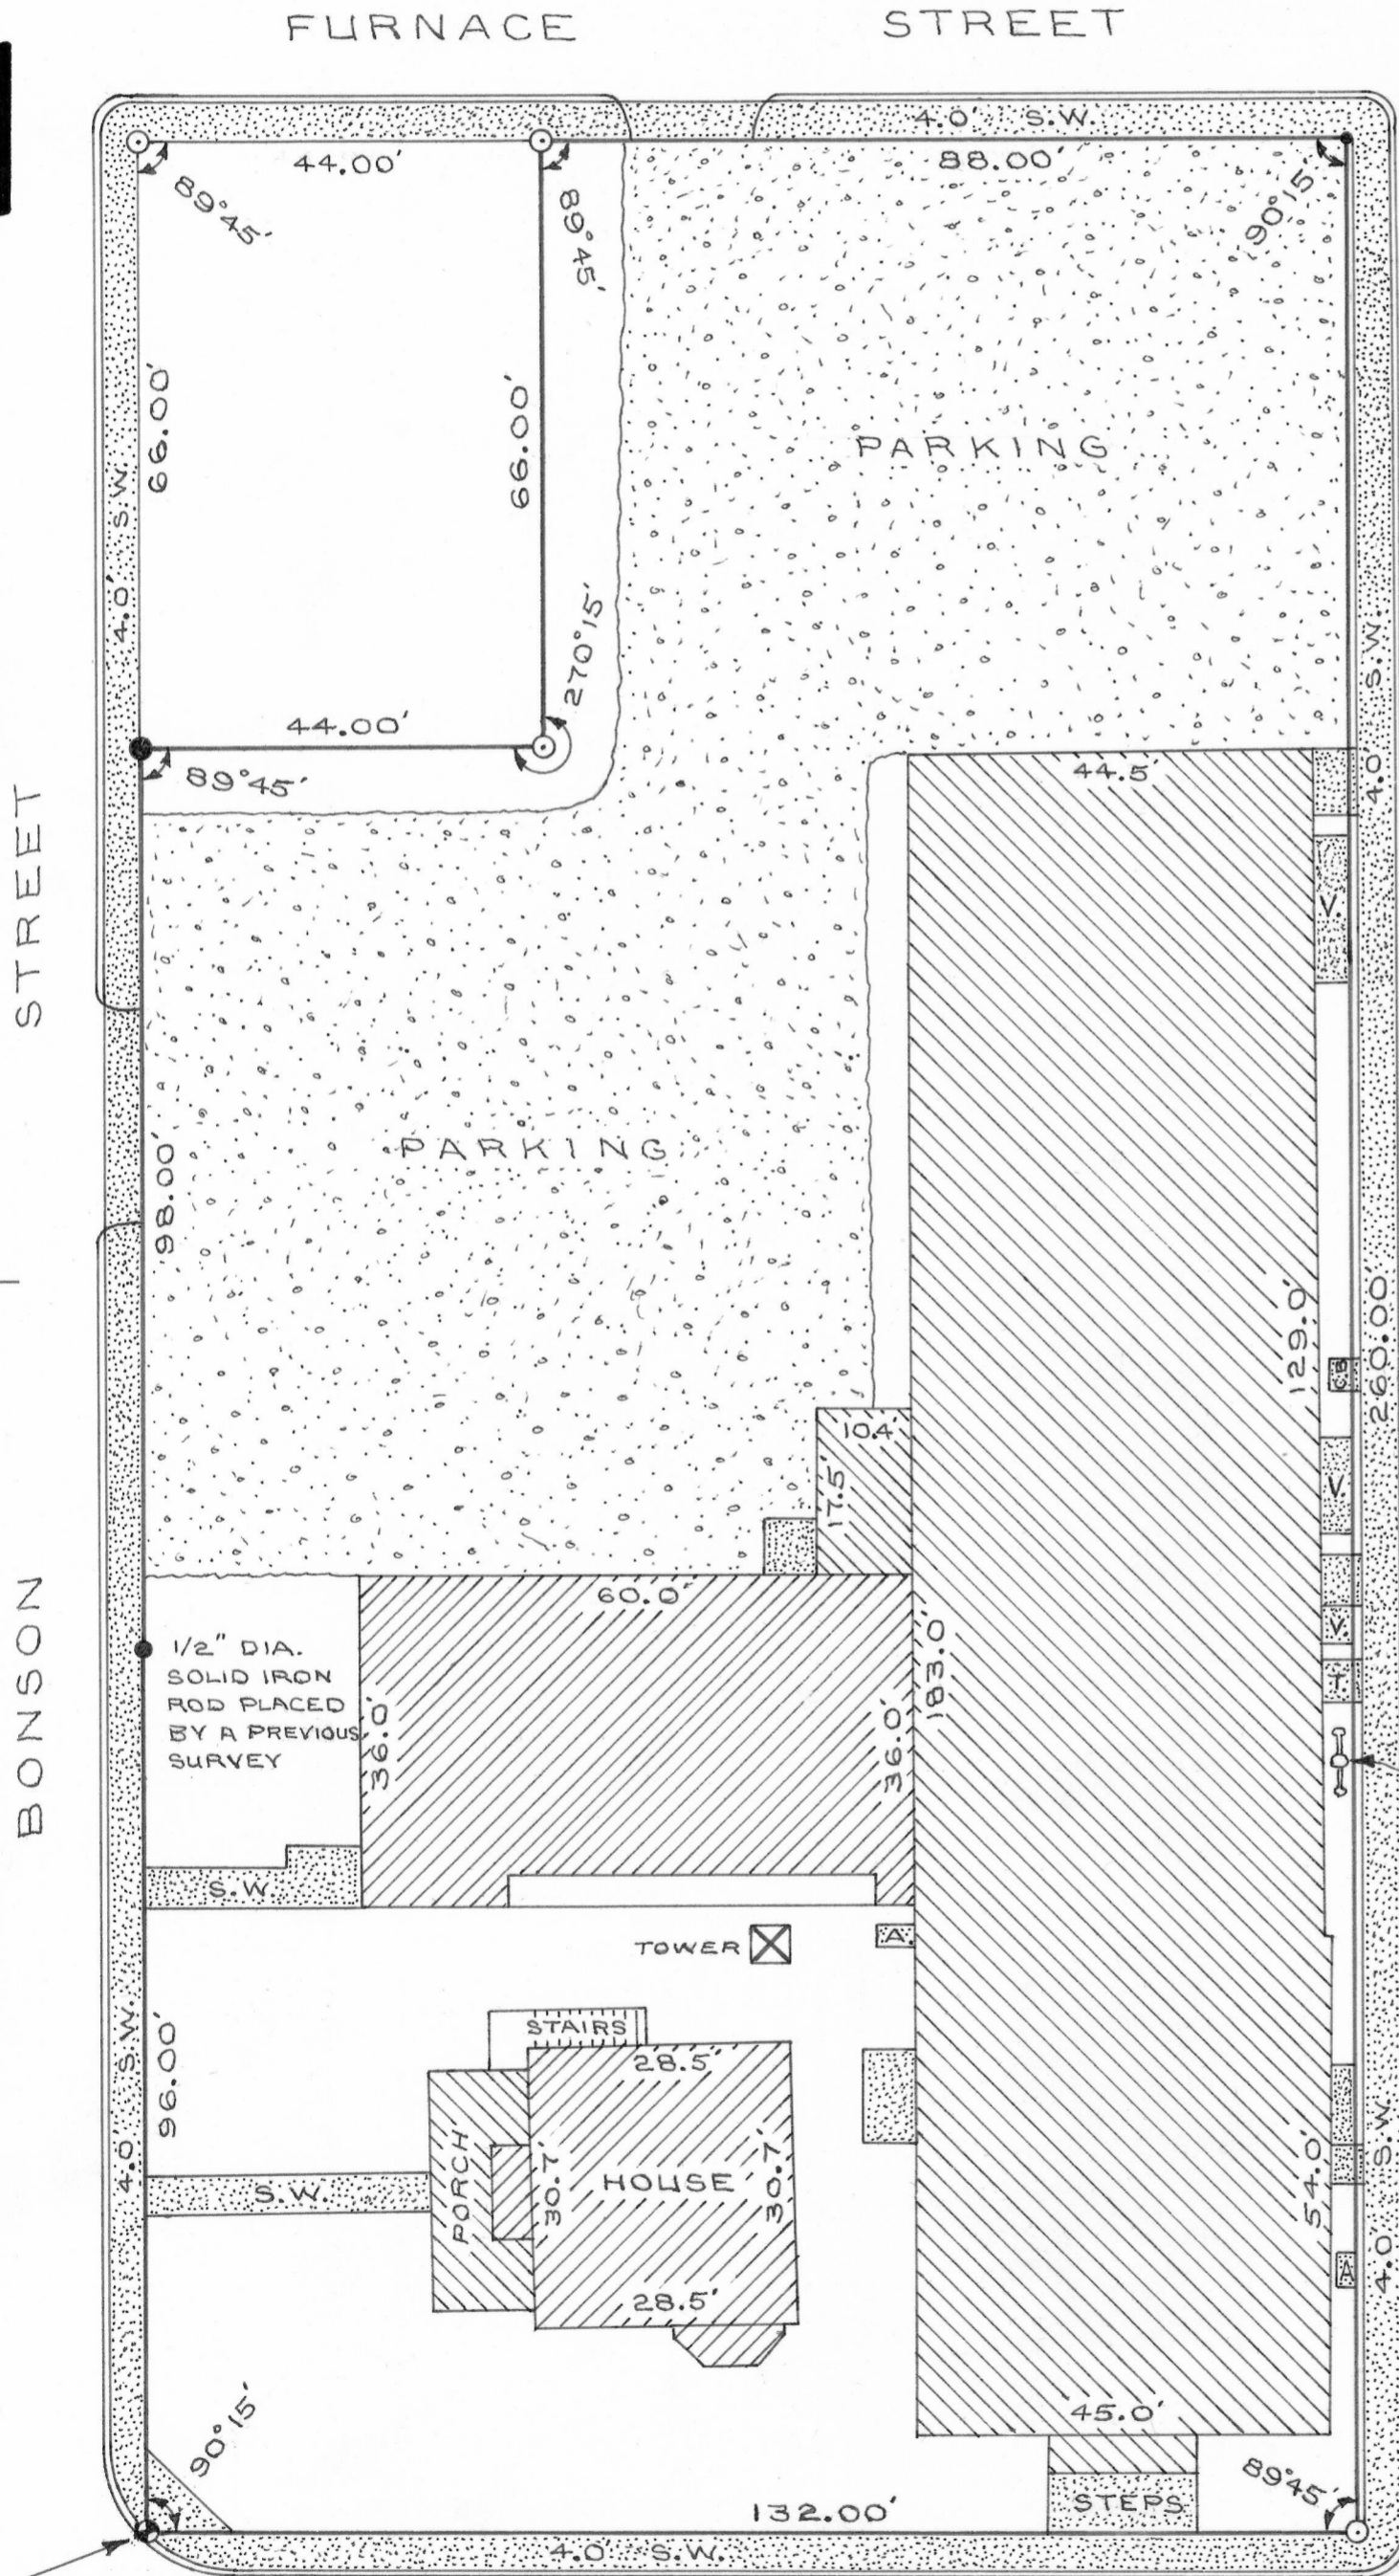 FURNACE STREET
4.0' S.W.
44.00'
88.00'
89°45'
89°45'
90°15'
66.00'
66.00'
4.0' S.W.
PARKING
270°15'
44.00'
89°45'
4.0' S.W.
44.5'
V.
BONSON STREET
98.00'
PARKING
129.0'
260.00'
C.B.
10.4'
17.5'
V.
60.0'
1/2" DIA.
SOLID IRON
ROD PLACED
BY A PREVIOUS
SURVEY
36.0'
36.0'
183.0'
V.
T.
S.W.
TOWER
A.
STAIRS
28.5'
4.0' S.W.
96.00'
S.W.
PORCH
30.7'
HOUSE
30.7'
28.5'
54.0'
4.0' S.W.
A
45.0'
90°15'
89°45'
STEPS
132.00'
4.0' S.W.